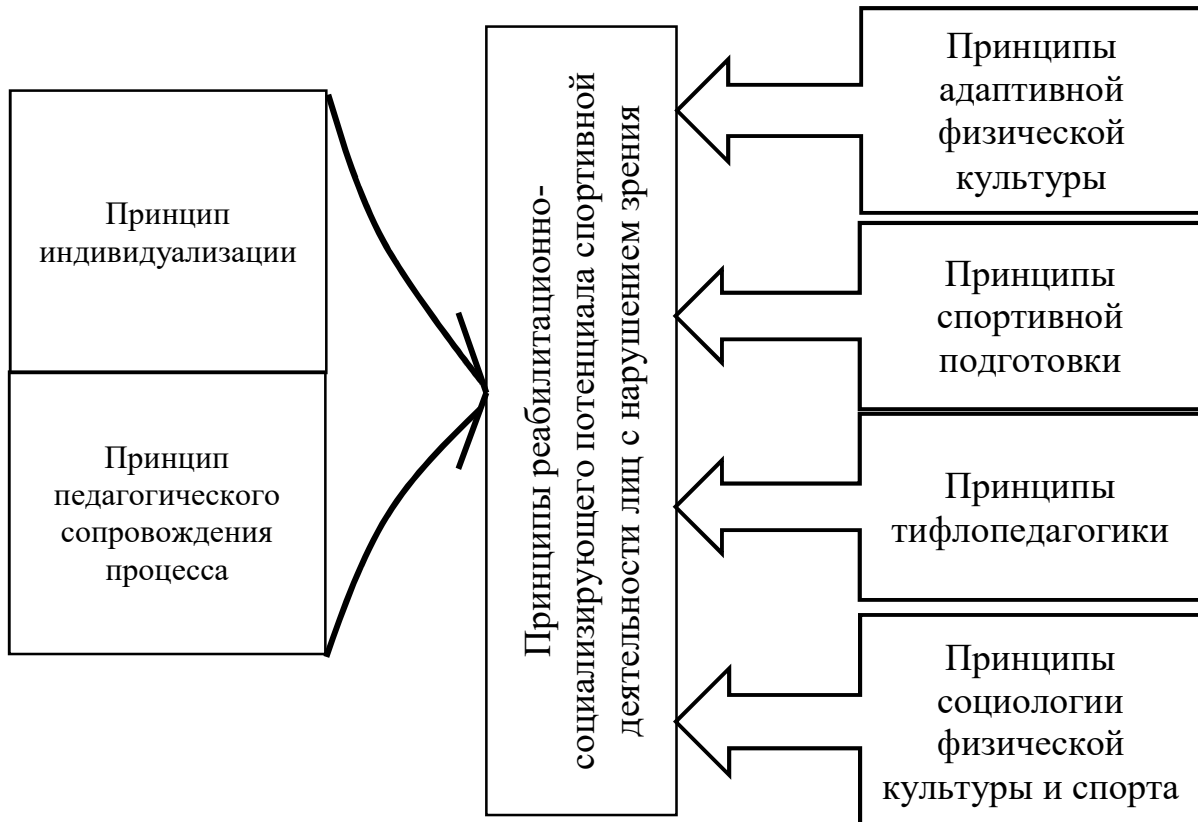 Принцип
индивидуализации
Принцип
педагогического
сопровождения
процесса
Принципы реабилитационно-
социализирующего потенциала спортивной
деятельности лиц с нарушением зрения
Принципы
адаптивной
физической
культуры
Принципы
спортивной
подготовки
Принципы
тифлопедагогики
Принципы
социологии
физической
культуры и спорта